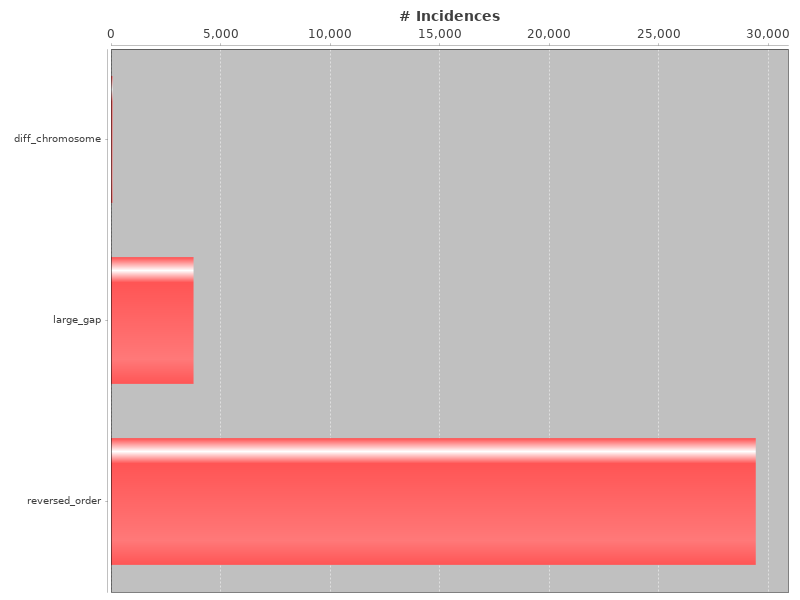 # Incidences
0 5,000 10,000 15,000 20,000 25,000 30,000
diff_chromosome
large_gap
reversed_order